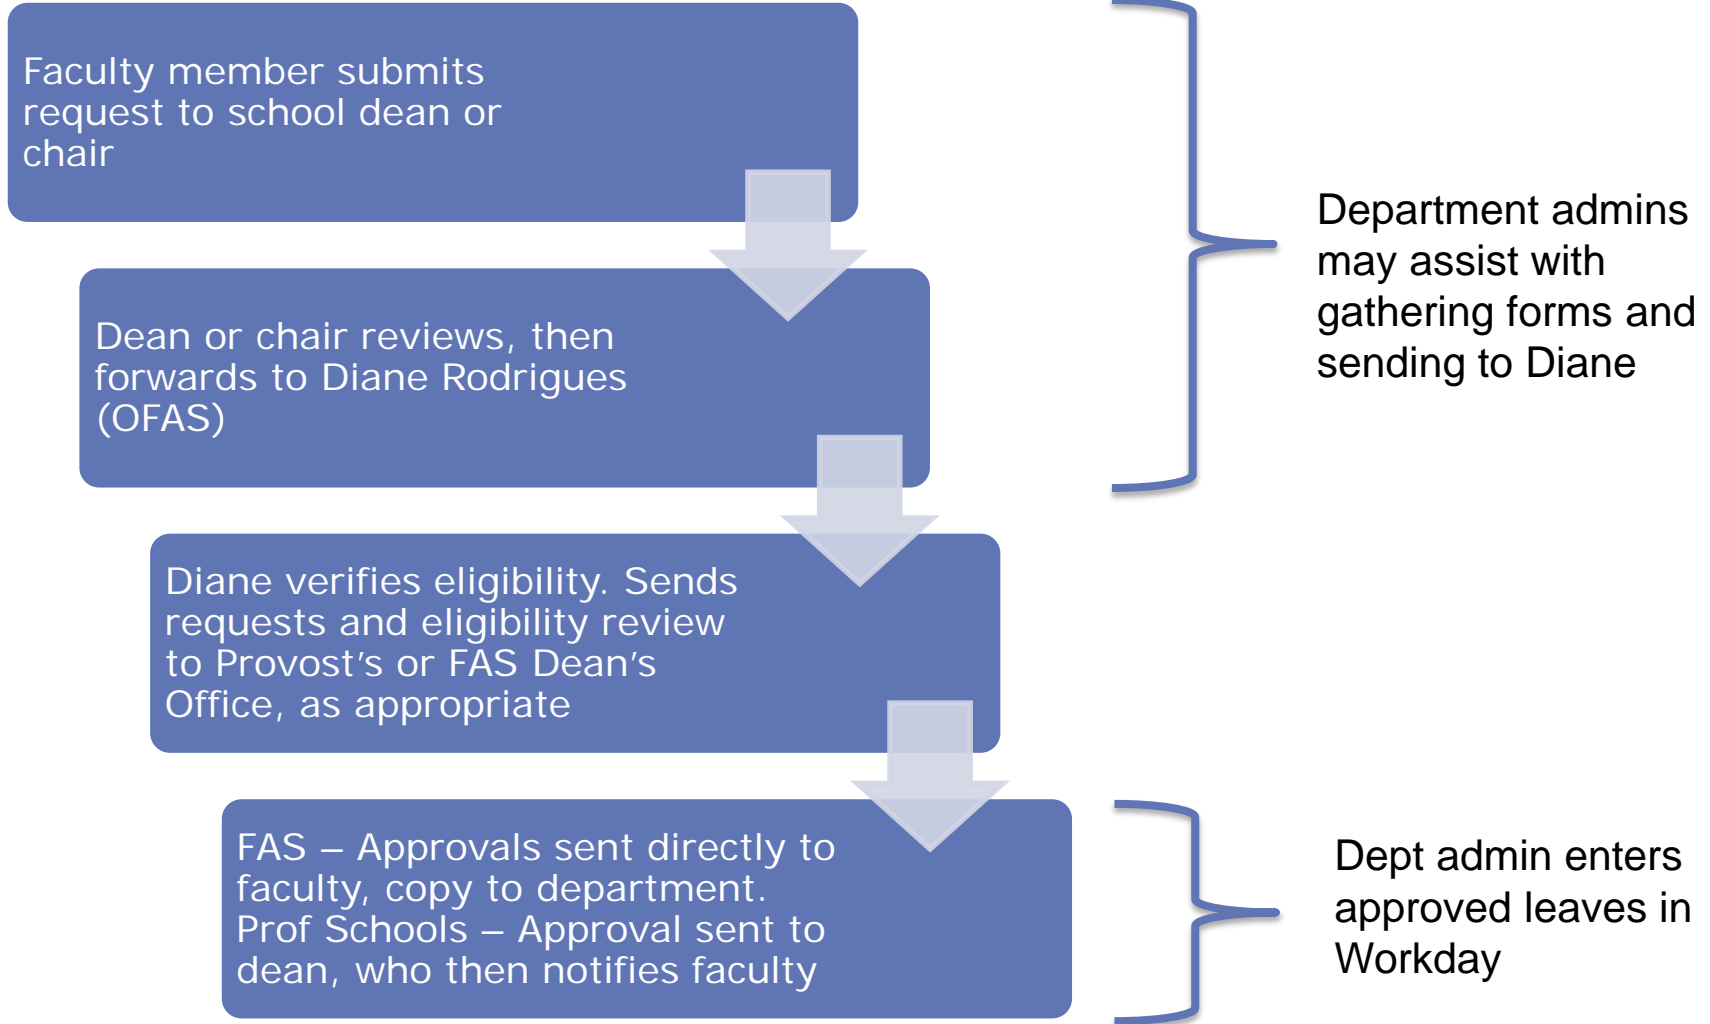 Faculty member submits
request to school dean or
chair
Department admins
may assist with
gathering forms and
sending to Diane
Dean or chair reviews, then
forwards to Diane Rodrigues
(OFAS)
Diane verifies eligibility. Sends
requests and eligibility review
to Provost’s or FAS Dean’s
Office, as appropriate
FAS – Approvals sent directly to
faculty, copy to department.
Prof Schools – Approval sent to
dean, who then notifies faculty
Dept admin enters
approved leaves in
Workday